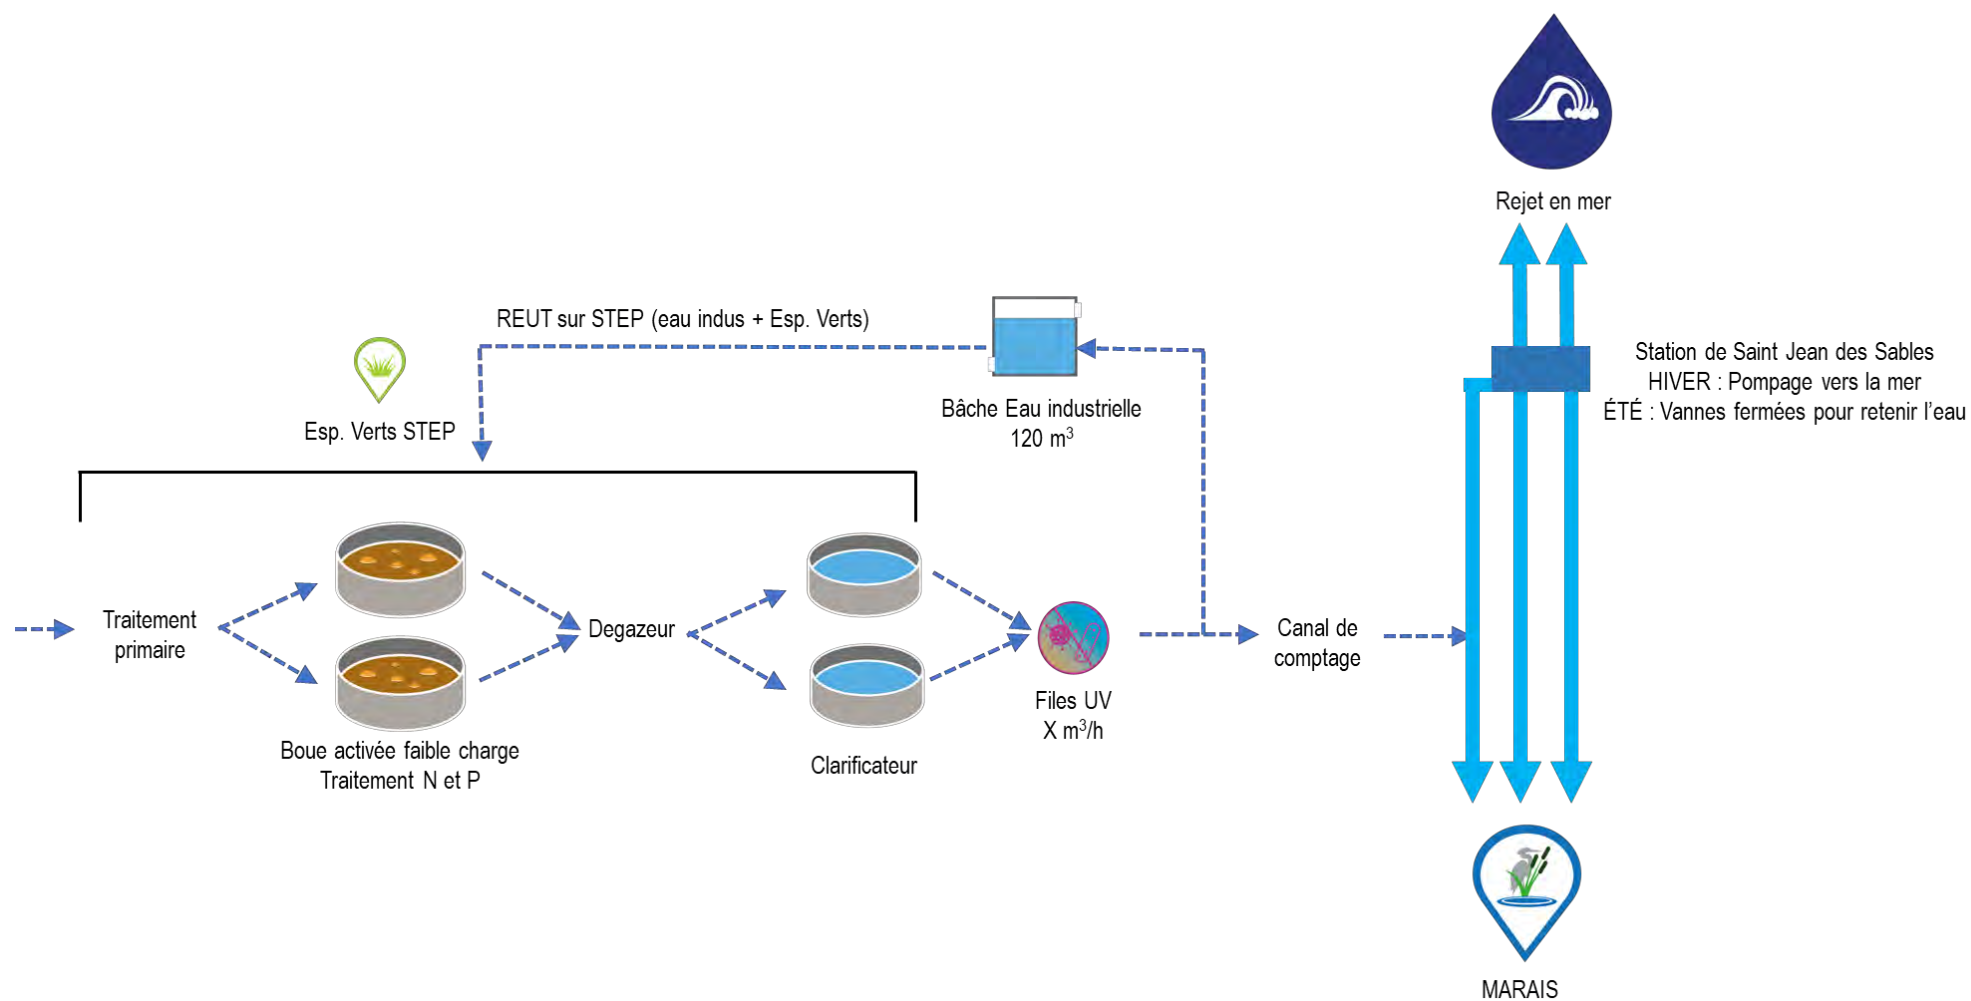 Rejet en mer
REUT sur STEP (eau indus + Esp. Verts)
Station de Saint Jean des Sables
HIVER : Pompage vers la mer
ÉTÉ : Vannes fermées pour retenir l'eau
Bâche Eau industrielle
120 m³
Esp. Verts STEP
Traitement
primaire
Degazeur
Canal de
comptage
Files UV
X m³/h
Boue activée faible charge
Traitement N et P
Clarificateur
MARAIS